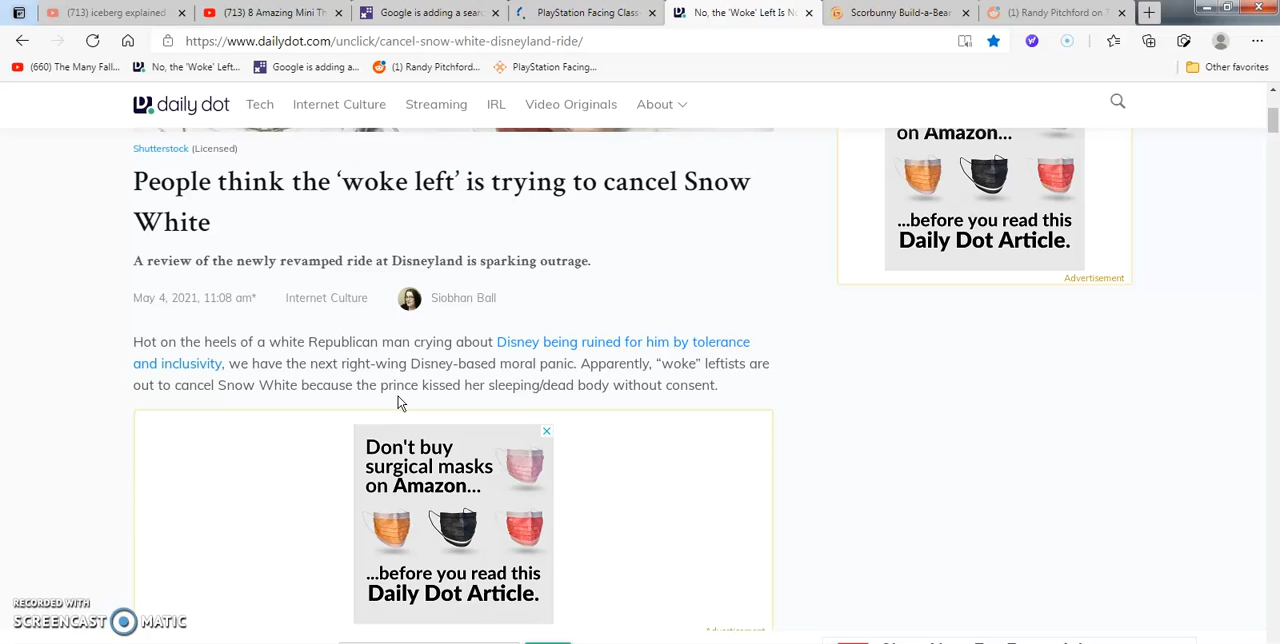 (713) iceberg explained
(713) 8 Amazing Mini Th
Google is adding a searc
PlayStation Facing Class
No, the 'Woke' Left Is N
Scorbunny Build-a-Bear
(1) Randy Pitchford on T
https://www.dailydot.com/unclick/cancel-snow-white-disneyland-ride/
(660) The Many Fall...
No, the 'Woke' Left...
Google is adding a...
(1) Randy Pitchford...
PlayStation Facing...
Other favorites
daily dot
Tech
Internet Culture
Streaming
IRL
Video Originals
About
Shutterstock (Licensed)
People think the ‘woke left’ is trying to cancel Snow
White
A review of the newly revamped ride at Disneyland is sparking outrage.
May 4, 2021, 11:08 am*
Internet Culture
Siobhan Ball
Hot on the heels of a white Republican man crying about Disney being ruined for him by tolerance
and inclusivity, we have the next right-wing Disney-based moral panic. Apparently, “woke” leftists are
out to cancel Snow White because the prince kissed her sleeping/dead body without consent.
on Amazon...
...before you read this
Daily Dot Article.
Advertisement
Don't buy
surgical masks
on Amazon...
...before you read this
Daily Dot Article.
Advertisement
RECORDED WITH
SCREENCAST MATIC